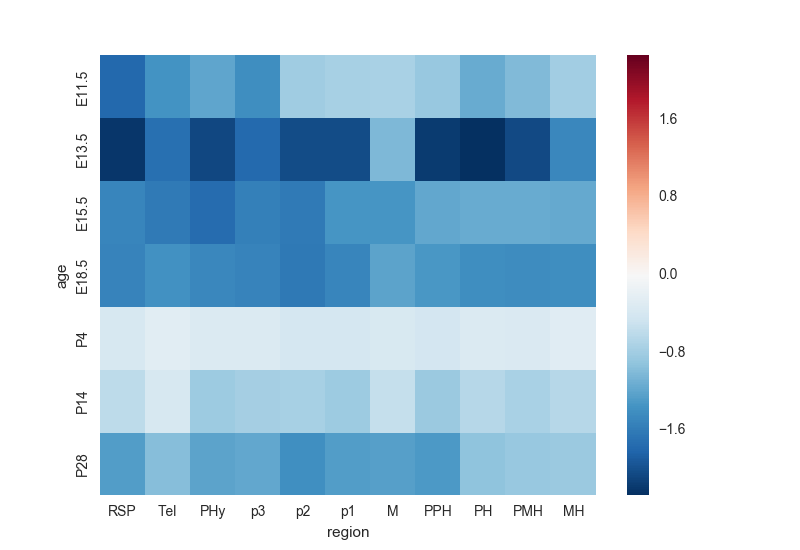 E11.5
E13.5
E15.5
E18.5
P4
P14
P28
age
RSP Tel PHy p3 p2 p1 M PPH PH PMH MH
region
1.6
0.8
0.0
−0.8
−1.6